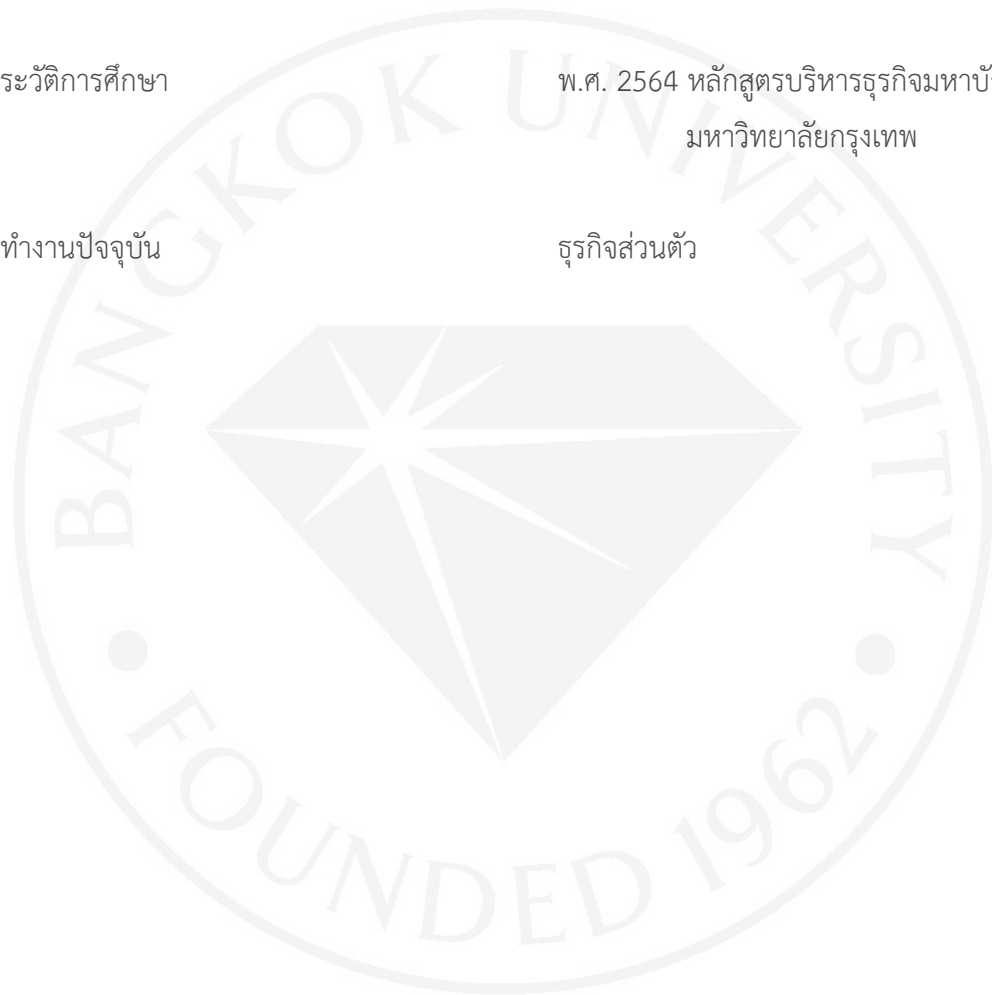 ระวัติการศึกษา พ.ศ. 2564 หลักสูตรบริหารธุรกิจมหาบั
มหาวิทยาลัยกรุงเทพ
ทำงานปัจจุบัน ธุรกิจส่วนตัว
BANGKOK UNIVERSITY
FOUNDED 1962